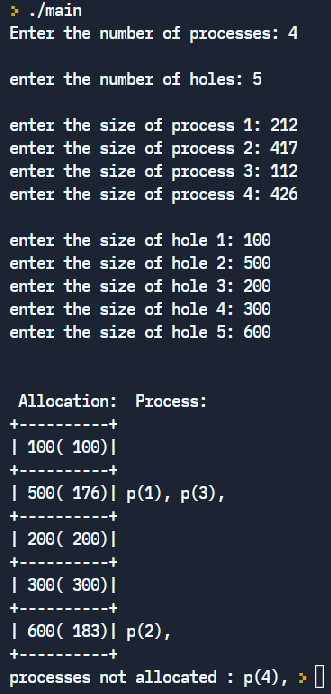 > ./main
Enter the number of processes: 4
enter the number of holes: 5
enter the size of process 1: 212
enter the size of process 2: 417
enter the size of process 3: 112
enter the size of process 4: 426
enter the size of hole 1: 100
enter the size of hole 2: 500
enter the size of hole 3: 200
enter the size of hole 4: 300
enter the size of hole 5: 600
Allocation:  Process:
+----------+
| 100( 100)|
+----------+
| 500( 176)| p(1), p(3),
+----------+
| 200( 200)|
+----------+
| 300( 300)|
+----------+
| 600( 183)| p(2),
+----------+
processes not allocated : p(4), >